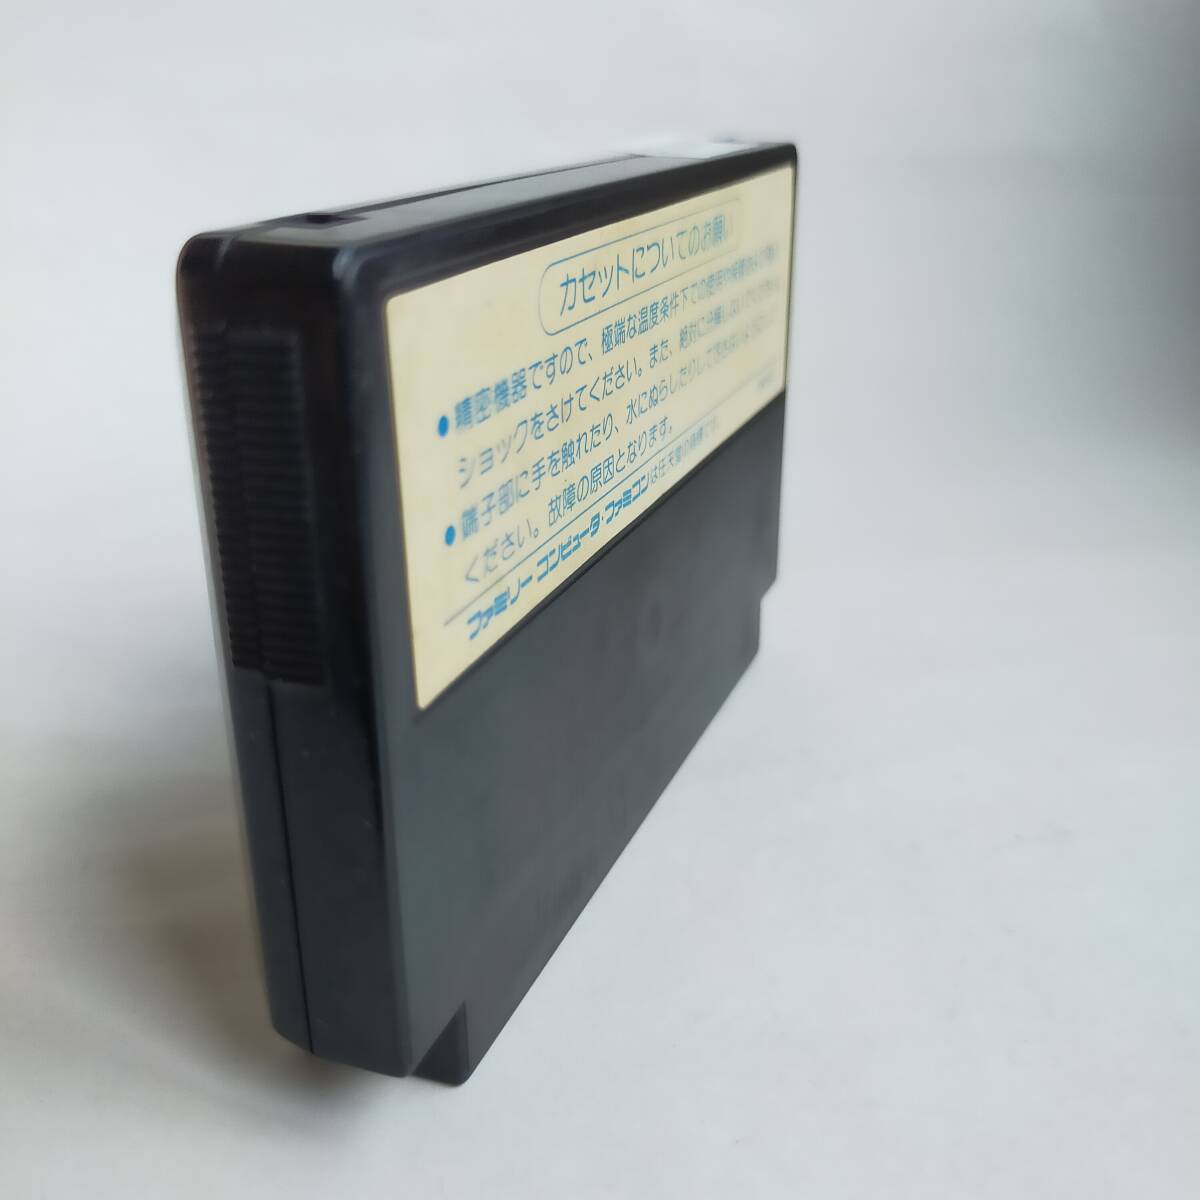 カセットについてのお願い
●精密機器ですので、極端な温度条件下での使用や保管および強い
ショックをさけてください。また、絶対に分解しないでください。
●端子部に手を触れたり、水にぬらしたりして汚さないようにして
ください。故障の原因となります。
ファミリーコンピュータ・ファミコンは任天堂の商標です。